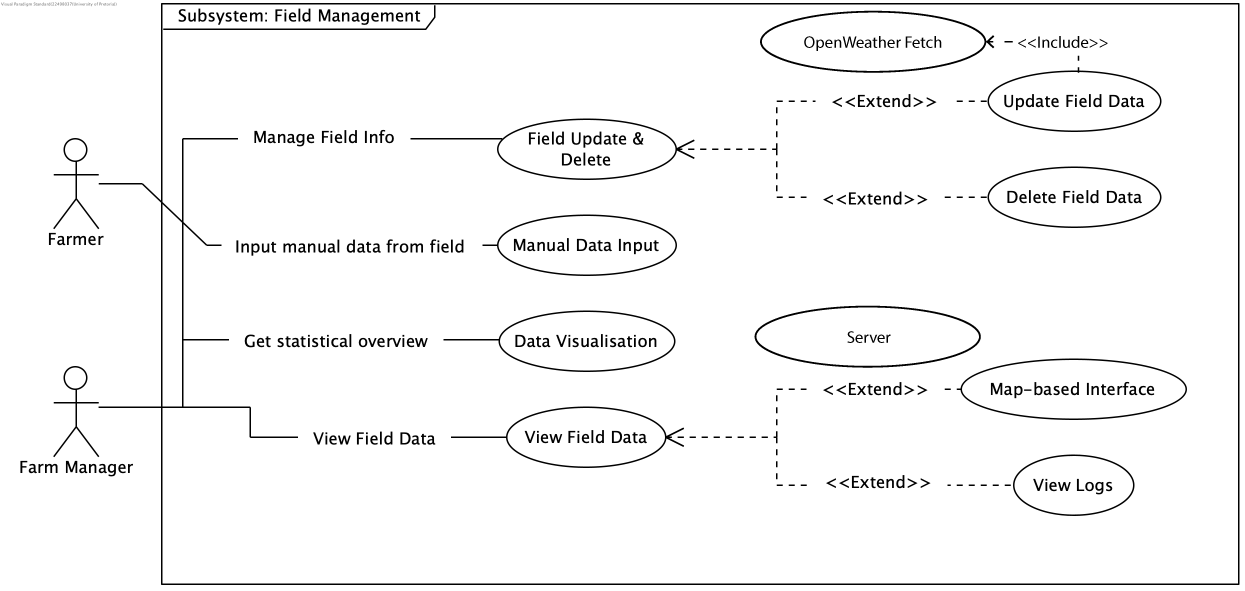 Visual Paradigm Standard(u22498037(University of Pretoria))
Subsystem: Field Management
OpenWeather Fetch
<<Include>>
<<Extend>>
Update Field Data
Manage Field Info
Field Update &
Delete
<<Extend>>
Delete Field Data
Farmer
Input manual data from field
Manual Data Input
Get statistical overview
Data Visualisation
Server
<<Extend>>
Map-based Interface
View Field Data
View Field Data
Farm Manager
<<Extend>>
View Logs